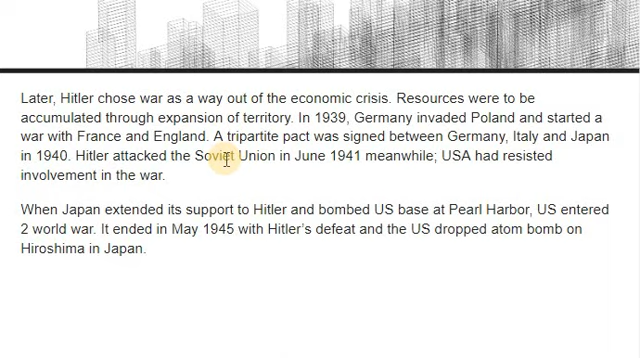 Later, Hitler chose war as a way out of the economic crisis. Resources were to be
accumulated through expansion of territory. In 1939, Germany invaded Poland and started a
war with France and England. A tripartite pact was signed between Germany, Italy and Japan
in 1940. Hitler attacked the Soviet Union in June 1941 meanwhile; USA had resisted
involvement in the war.
When Japan extended its support to Hitler and bombed US base at Pearl Harbor, US entered
2 world war. It ended in May 1945 with Hitler’s defeat and the US dropped atom bomb on
Hiroshima in Japan.